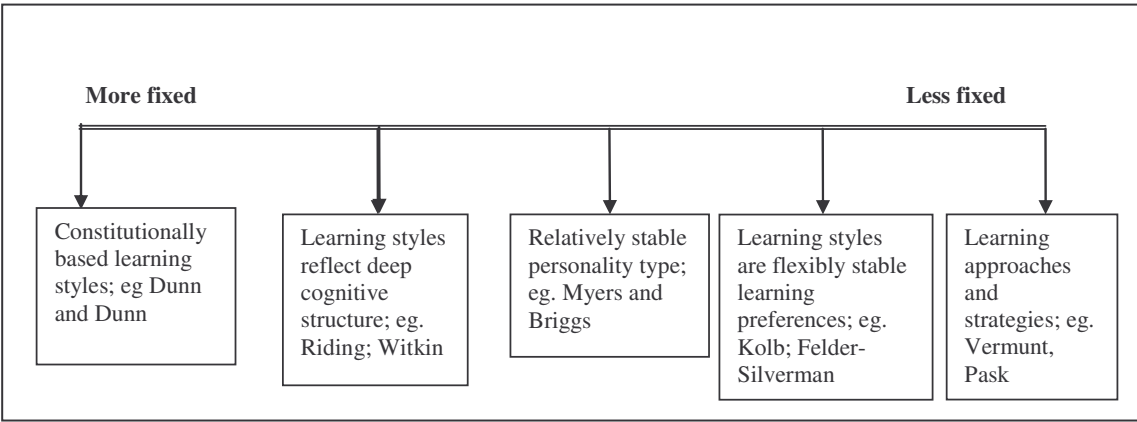 More fixed
Less fixed
Constitutionally
based learning
styles; eg Dunn
and Dunn
Learning styles
reflect deep
cognitive
structure; eg.
Riding; Witkin
Relatively stable
personality type;
eg. Myers and
Briggs
Learning styles
are flexibly stable
learning
preferences; eg.
Kolb; Felder-
Silverman
Learning
approaches
and
strategies; eg.
Vermunt,
Pask